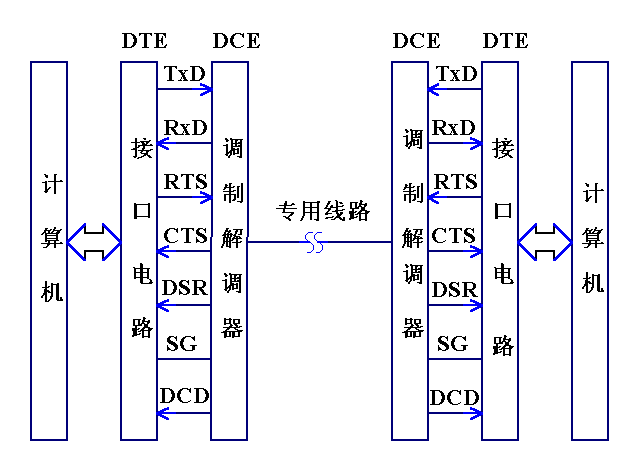 DTE DCE DCE DTE
计算机
接口电路
TxD
RxD
RTS
CTS
DSR
SG
DCD
调制解调器
专用线路
调制解调器
TxD
RxD
RTS
CTS
DSR
SG
DCD
接口电路
计算机